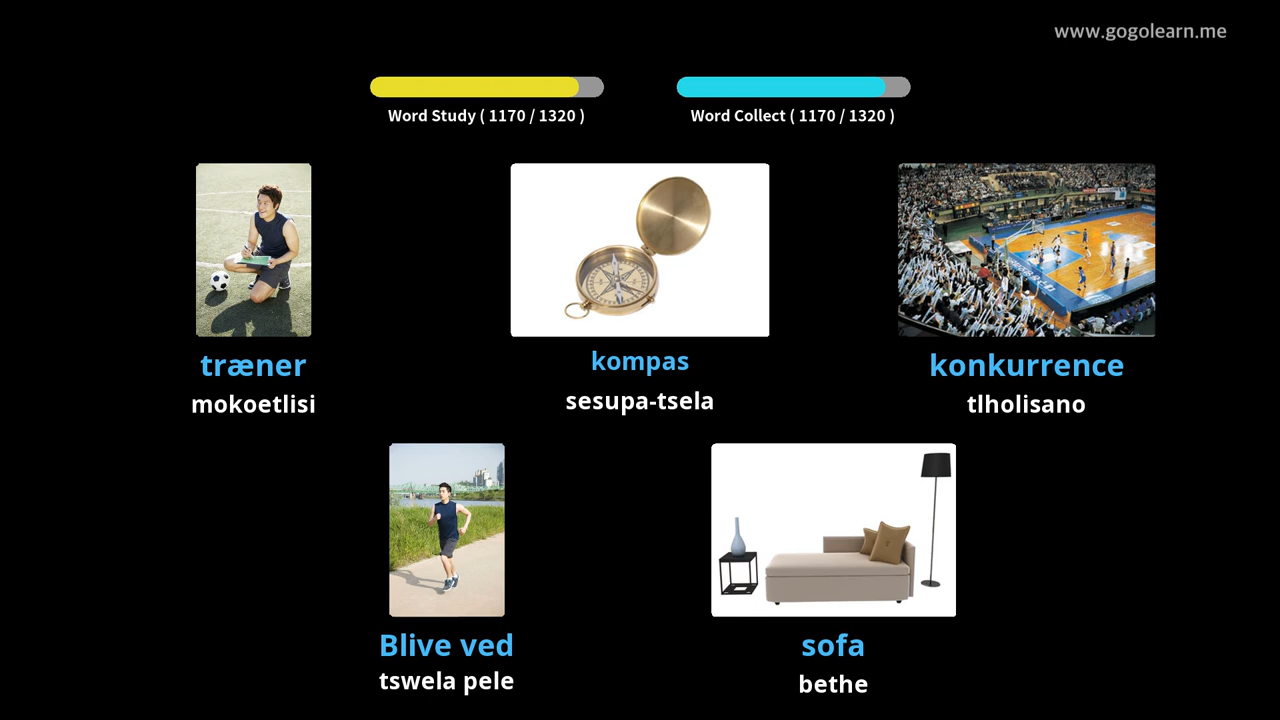 www.gogolearn.me
Word Study ( 1170 / 1320 )
Word Collect ( 1170 / 1320 )
træner
mokoetlisi
kompas
sesupa-tsela
konkurrence
tlholisano
Blive ved
tswela pele
sofa
bethe